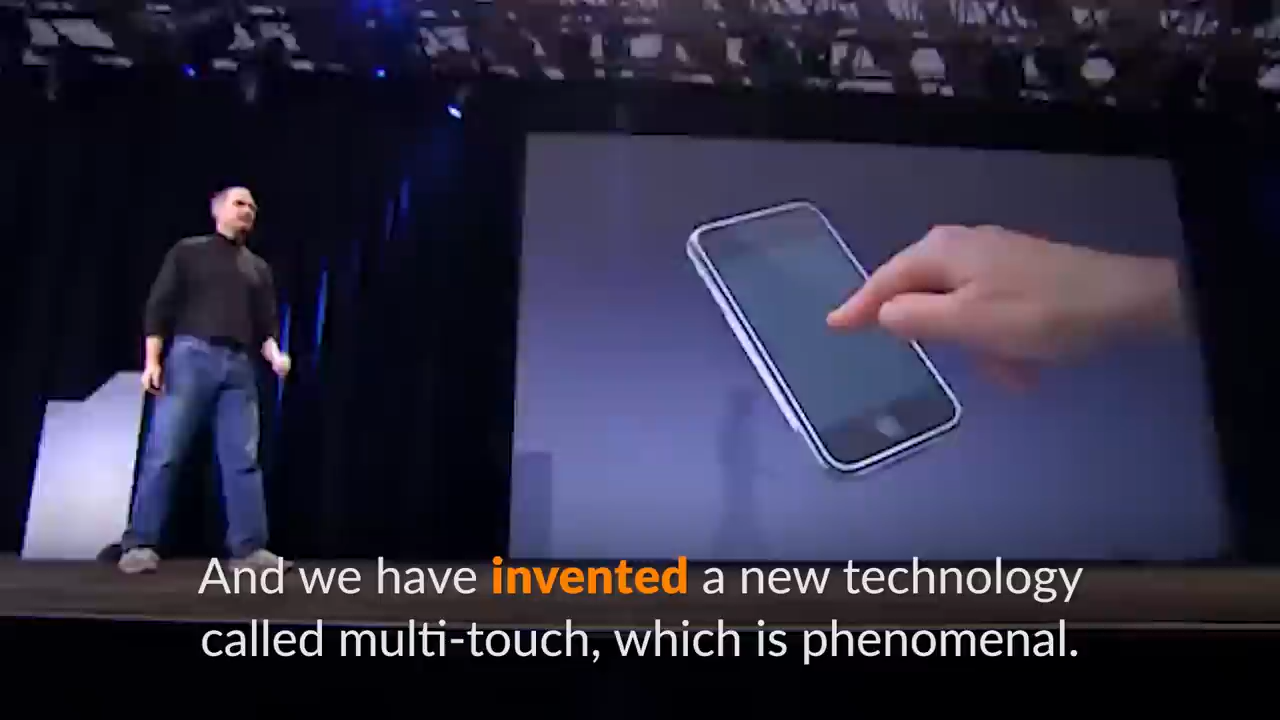 And we have invented a new technology
called multi-touch, which is phenomenal.